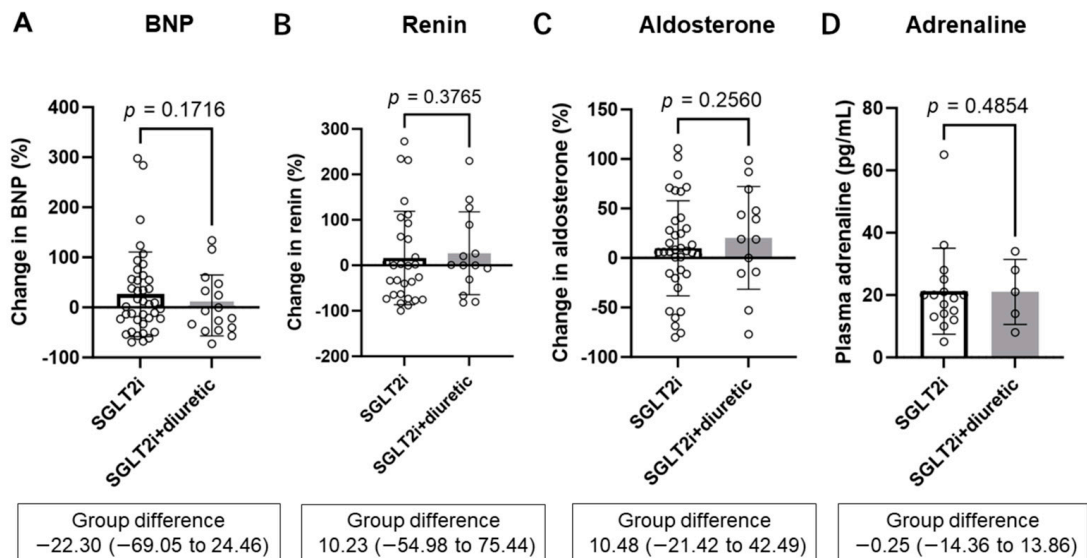 A BNP
B Renin
C Aldosterone
D Adrenaline
p = 0.1716
Change in BNP (%)
400
300
200
100
0
-100
SGLT2i
SGLT2i+diuretic
Group difference
−22.30 (−69.05 to 24.46)
p = 0.3765
Change in renin (%)
300
200
100
0
-100
-200
SGLT2i
SGLT2i+diuretic
Group difference
10.23 (−54.98 to 75.44)
p = 0.2560
Change in aldosterone (%)
150
100
50
0
-50
-100
SGLT2i
SGLT2i+diuretic
Group difference
10.48 (−21.42 to 42.49)
p = 0.4854
Plasma adrenaline (pg/mL)
80
60
40
20
0
SGLT2i
SGLT2i+diuretic
Group difference
−0.25 (−14.36 to 13.86)